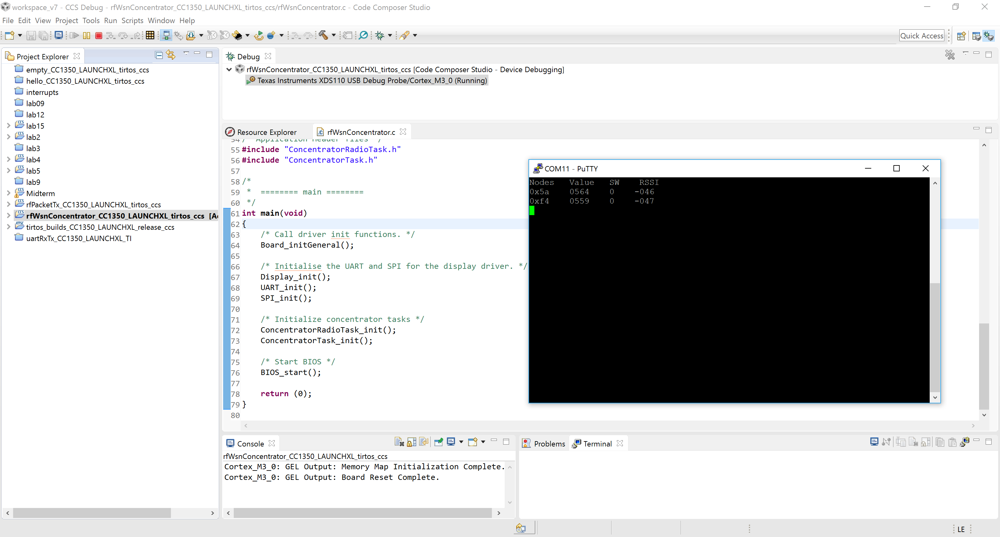 workspace_v7 - CCS Debug - rfWsnConcentrator_CC1350_LAUNCHXL_tirtos_ccs/rfWsnConcentrator.c - Code Composer Studio
File Edit View Project Tools Run Scripts Window Help
Quick Access
Project Explorer
empty_CC1350_LAUNCHXL_tirtos_ccs
hello_CC1350_LAUNCHXL_tirtos_ccs
interrupts
lab09
lab12
lab15
lab2
lab3
lab4
lab5
lab9
Midterm
rfPacketTx_CC1350_LAUNCHXL_tirtos_ccs
rfWsnConcentrator_CC1350_LAUNCHXL_tirtos_ccs [A
tirtos_builds_CC1350_LAUNCHXL_release_ccs
uartRxTx_CC1350_LAUNCHXL_TI
Debug
rfWsnConcentrator_CC1350_LAUNCHXL_tirtos_ccs [Code Composer Studio - Device Debugging]
Texas Instruments XDS110 USB Debug Probe/Cortex_M3_0 (Running)
Resource Explorer rfWsnConcentrator.c
54 /* Application Header files */
55 #include "ConcentratorRadioTask.h"
56 #include "ConcentratorTask.h"
57
58 /*
59 * ======== main ========
60 */
61 int main(void)
62 {
63 /* Call driver init functions. */
64 Board_initGeneral();
65
66 /* Initialise the UART and SPI for the display driver. */
67 Display_init();
68 UART_init();
69 SPI_init();
70
71 /* Initialize concentrator tasks */
72 ConcentratorRadioTask_init();
73 ConcentratorTask_init();
74
75 /* Start BIOS */
76 BIOS_start();
77
78 return (0);
79 }
80
COM11 - PuTTY
Nodes Value SW RSSI
0x5a 0564 0 -046
0xf4 0559 0 -047
Console
rfWsnConcentrator_CC1350_LAUNCHXL_tirtos_ccs
Cortex_M3_0: GEL Output: Memory Map Initialization Complete.
Cortex_M3_0: GEL Output: Board Reset Complete.
Problems Terminal
LE